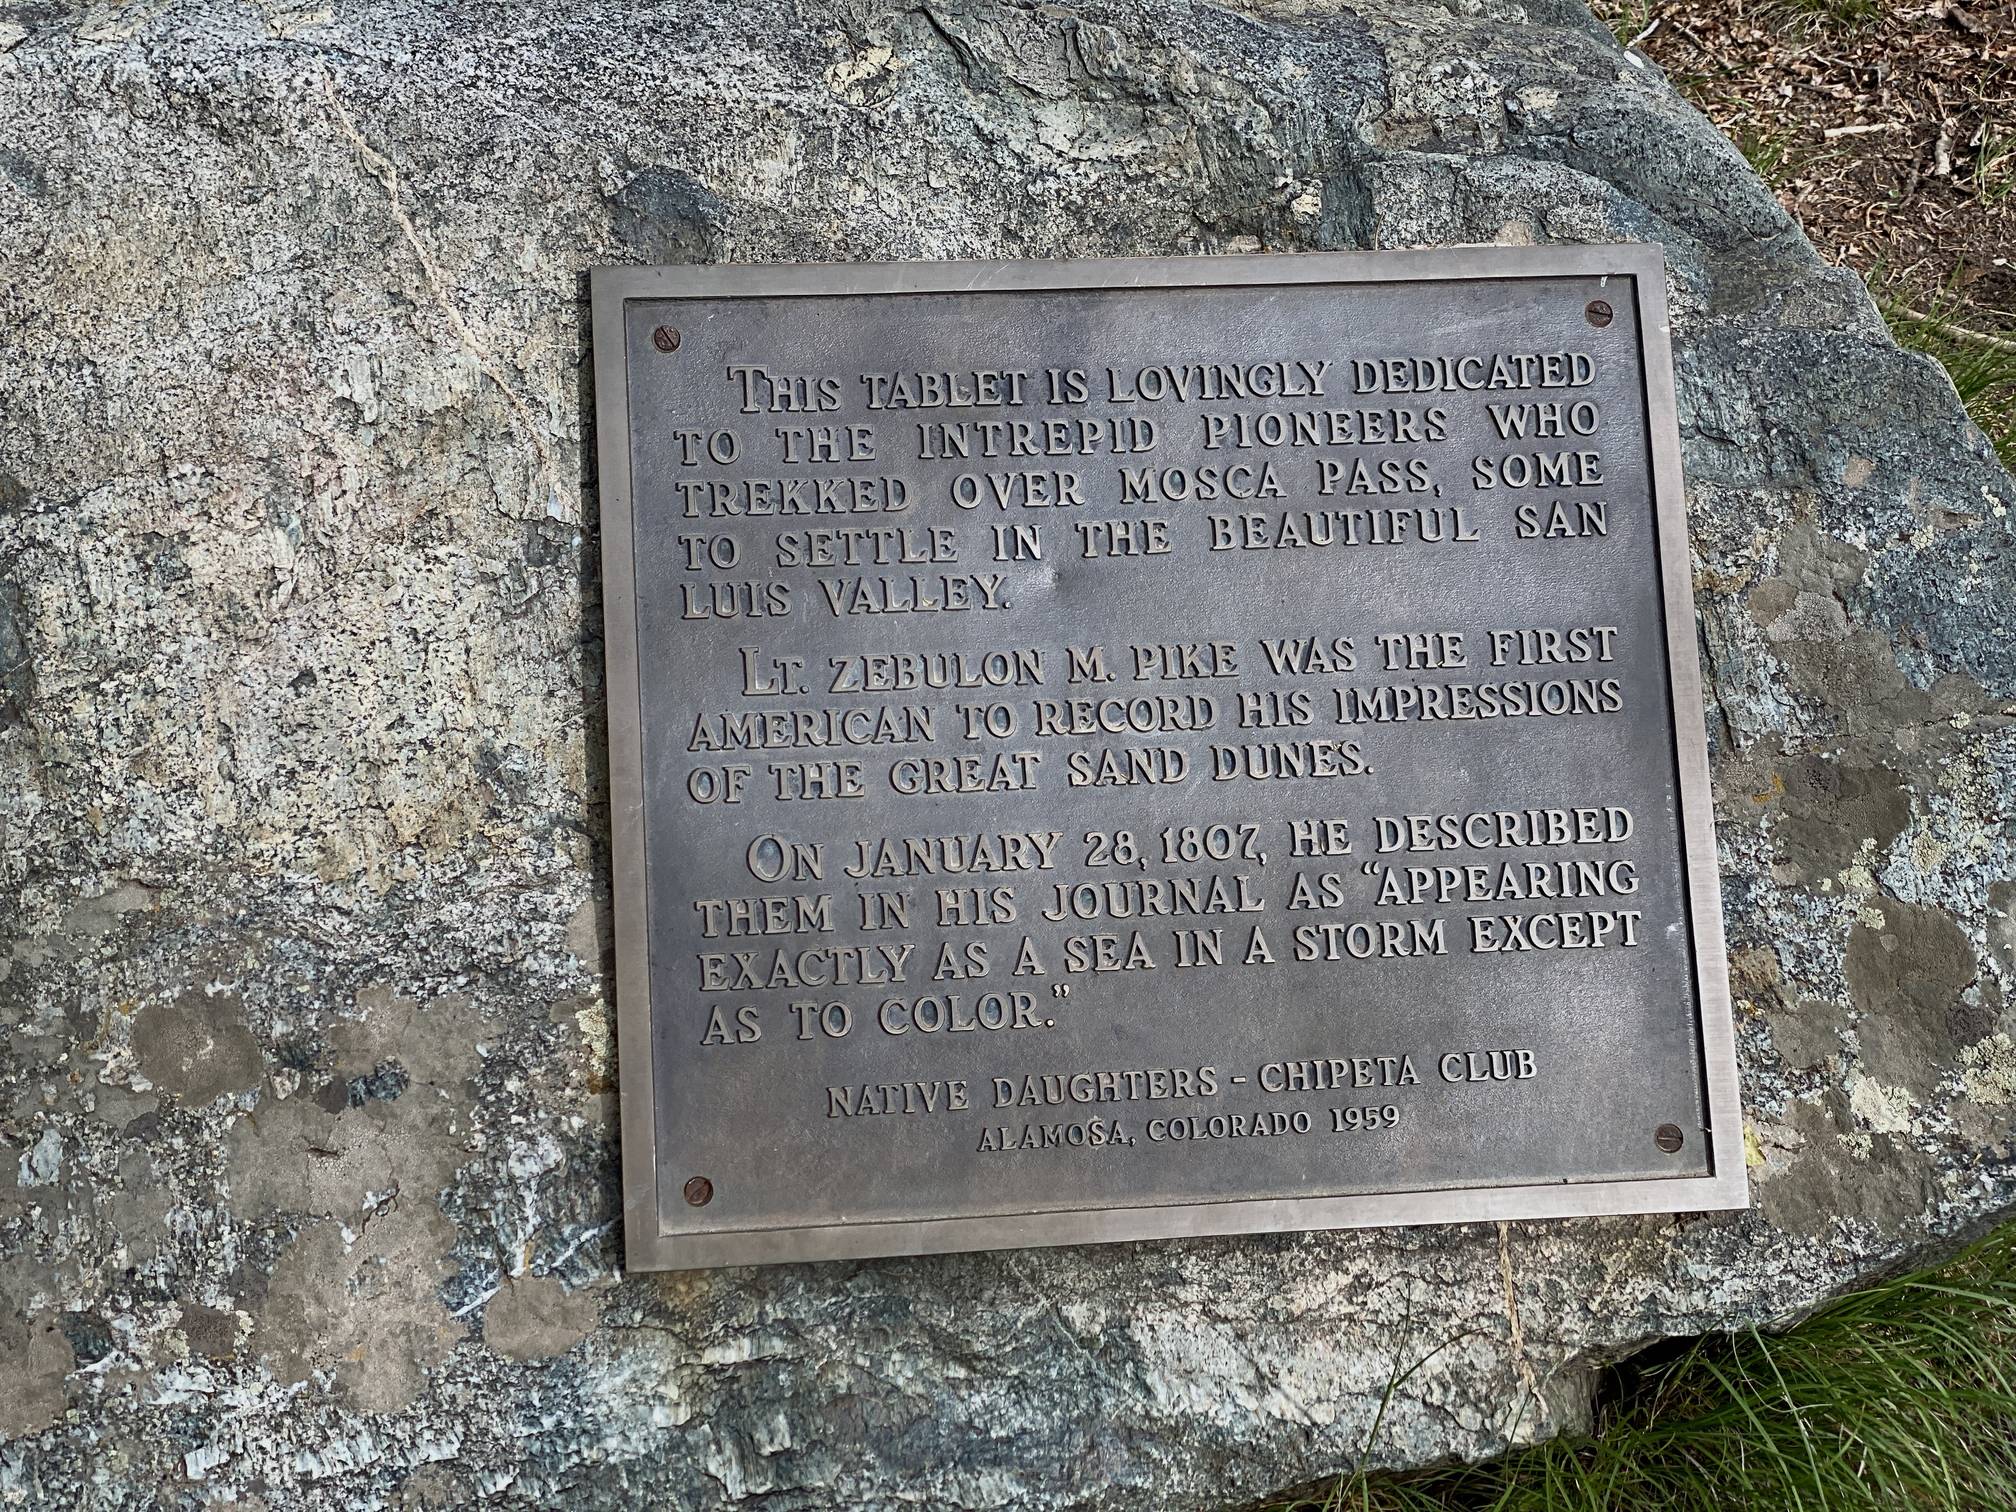 THIS TABLET IS LOVINGLY DEDICATED
TO THE INTREPID PIONEERS WHO
TREKKED OVER MOSCA PASS, SOME
TO SETTLE IN THE BEAUTIFUL SAN
LUIS VALLEY.
LT. ZEBULON M. PIKE WAS THE FIRST
AMERICAN TO RECORD HIS IMPRESSIONS
OF THE GREAT SAND DUNES.
ON JANUARY 28, 1807, HE DESCRIBED
THEM IN HIS JOURNAL AS “APPEARING
EXACTLY AS A SEA IN A STORM EXCEPT
AS TO COLOR.”
NATIVE DAUGHTERS - CHIPETA CLUB
ALAMOSA, COLORADO 1959